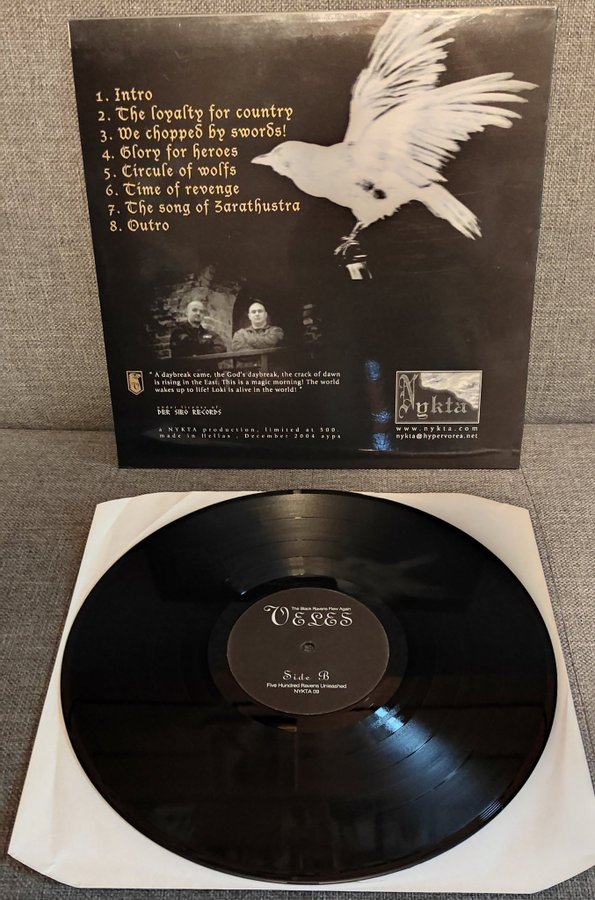 1. Intro
2. The loyalty for country
3. We chopped by swords!
4. Glory for heroes
5. Circule of wolfs
6. Time of revenge
7. The song of Zarathustra
8. Outro
" A daybreak came, the God's daybreak, the crack of dawn
is rising in the East. This is a magic morning! The world
wakes up to life! Loki is alive in the world! "
under license of
DER SIEG RECORDS
a NYKTA production, limited at 500.
made in Hellas , December 2004 ayps
Nykta
www.nykta.com
nykta@hypervorea.net
The Black Ravens Flew Again
VELES
Side B
Five Hundred Ravens Unleashed
NYKTA 09